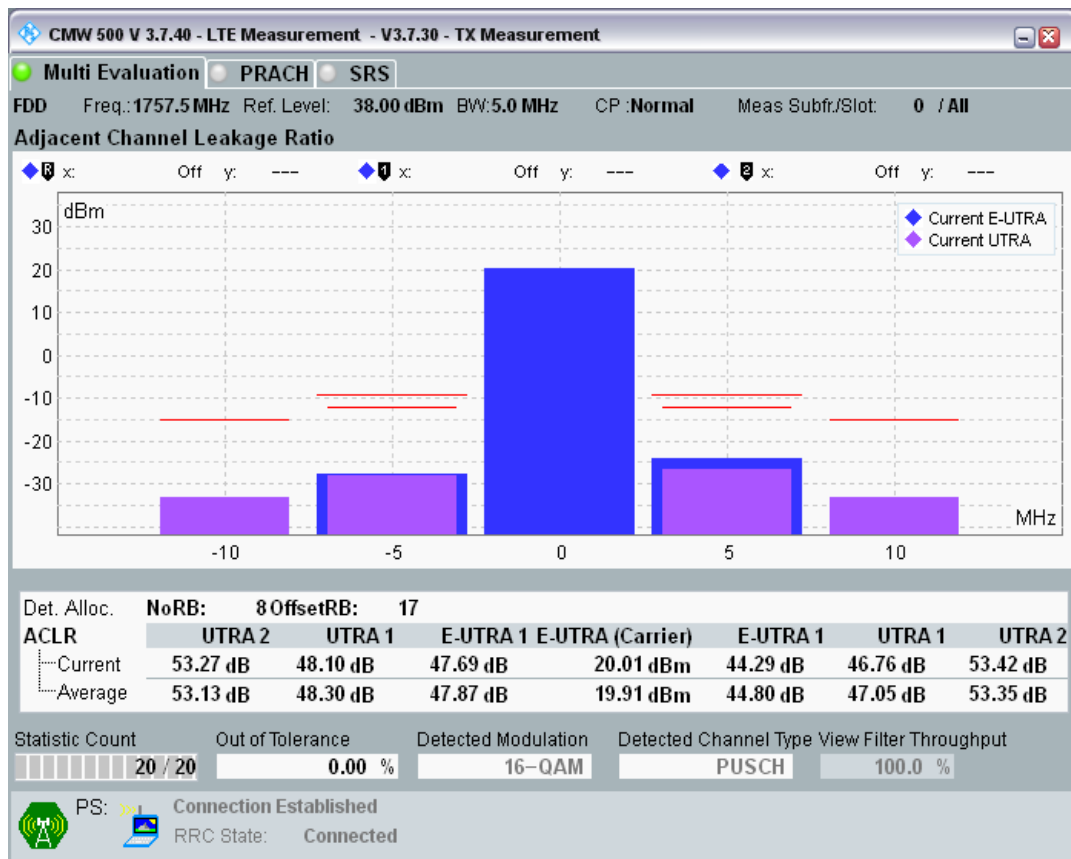 CMW 500 V 3.7.40 - LTE Measurement - V3.7.30 - TX Measurement
Multi Evaluation PRACH SRS
FDD Freq.:1757.5 MHz Ref. Level: 38.00 dBm BW:5.0 MHz CP :Normal Meas Subfr./Slot: 0 / All
Adjacent Channel Leakage Ratio
R x: Off y: --- 1 x: Off y: --- 2 x: Off y: ---
dBm
Current E-UTRA
Current UTRA
30
20
10
0
-10
-20
-30
MHz
-10 -5 0 5 10
Det. Alloc. NoRB: 8 OffsetRB: 17
ACLR UTRA 2 UTRA 1 E-UTRA 1 E-UTRA (Carrier) E-UTRA 1 UTRA 1 UTRA 2
Current 53.27 dB 48.10 dB 47.69 dB 20.01 dBm 44.29 dB 46.76 dB 53.42 dB
Average 53.13 dB 48.30 dB 47.87 dB 19.91 dBm 44.80 dB 47.05 dB 53.35 dB
Statistic Count Out of Tolerance Detected Modulation Detected Channel Type View Filter Throughput
20 / 20 0.00 % 16-QAM PUSCH 100.0 %
PS: Connection Established
RRC State: Connected